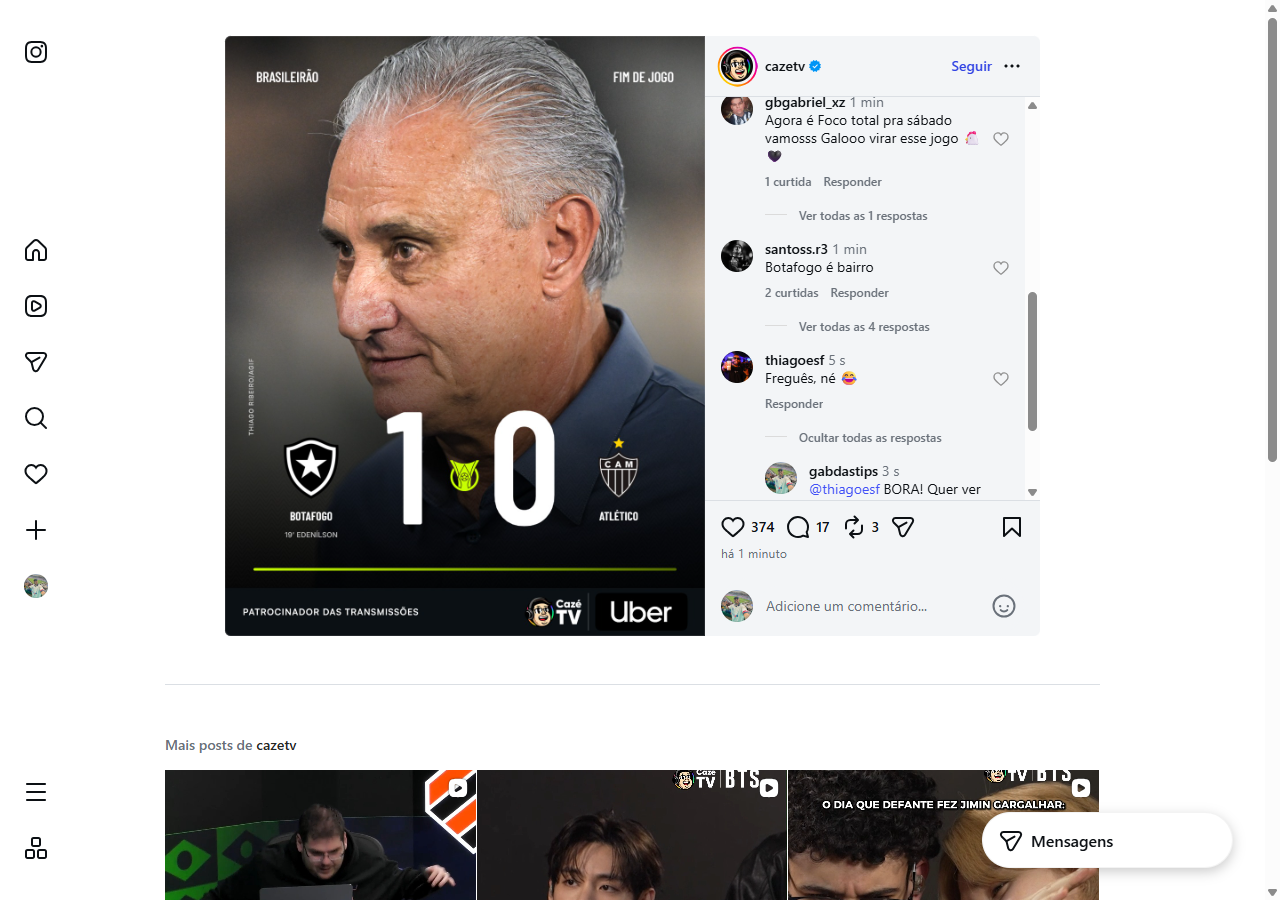 BRASILEIRÃO
FIM DE JOGO
THIAGO RIBEIRO/AGIF
1 0
CAM
BOTAFOGO
ATLÉTICO
19' EDENÍLSON
PATROCINADOR DAS TRANSMISSÕES
Cazé
TV
Uber
cazetv
Seguir
gbgabriel_xz 1 min
Agora é Foco total pra sábado
vamosss Galooo virar esse jogo 🐔
🖤
1 curtida Responder
Ver todas as 1 respostas
santoss.r3 1 min
Botafogo é bairro
2 curtidas Responder
Ver todas as 4 respostas
thiagoesf 5 s
Freguês, né 😂
Responder
Ocultar todas as respostas
gabdastips 3 s
@thiagoesf BORA! Quer ver
374 17 3
há 1 minuto
Adicione um comentário...
Mais posts de cazetv
Cazé
TV BTS
TV BTS
O DIA QUE DEFANTE FEZ JIMIN GARGALHAR:
Mensagens